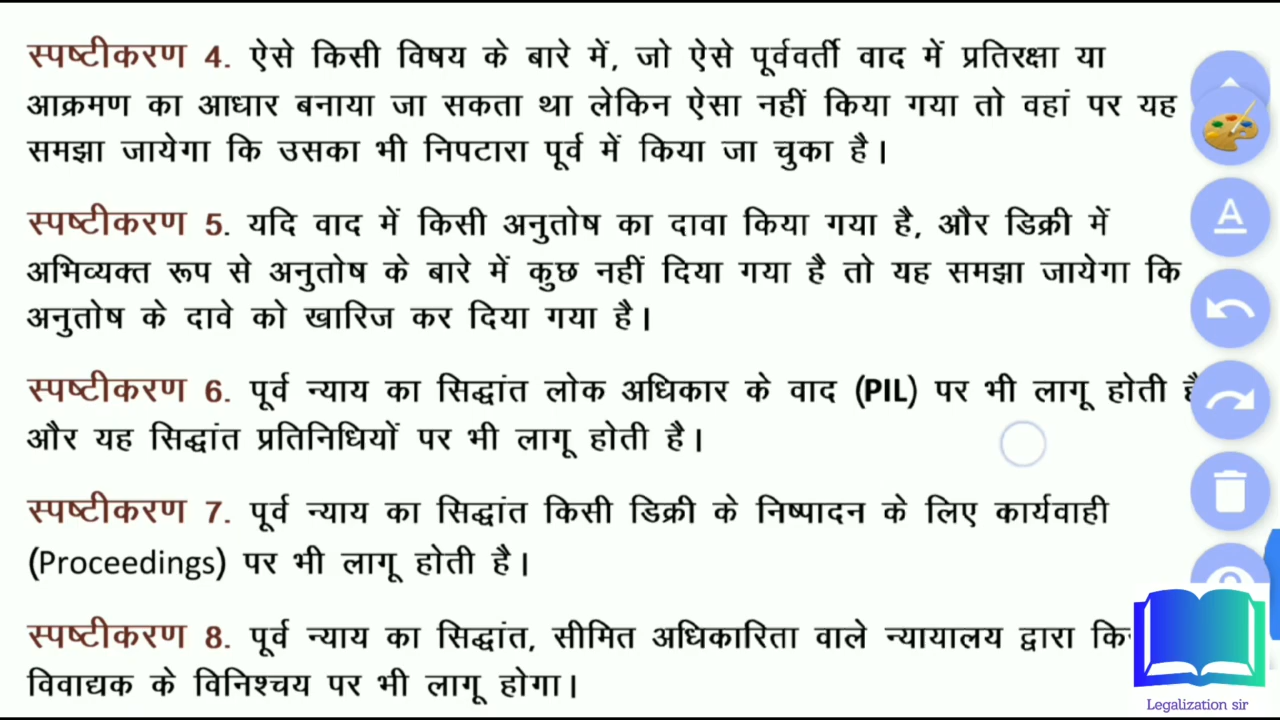 स्पष्टीकरण 4. ऐसे किसी विषय के बारे में, जो ऐसे पूर्ववर्ती वाद में प्रतिरक्षा या
आक्रमण का आधार बनाया जा सकता था लेकिन ऐसा नहीं किया गया तो वहां पर यह
समझा जायेगा कि उसका भी निपटारा पूर्व में किया जा चुका है।
स्पष्टीकरण 5. यदि वाद में किसी अनुतोष का दावा किया गया है, और डिक्री में
अभिव्यक्त रूप से अनुतोष के बारे में कुछ नहीं दिया गया है तो यह समझा जायेगा कि
अनुतोष के दावे को खारिज कर दिया गया है।
स्पष्टीकरण 6. पूर्व न्याय का सिद्धांत लोक अधिकार के वाद (PIL) पर भी लागू होती
और यह सिद्धांत प्रतिनिधियों पर भी लागू होती है।
स्पष्टीकरण 7. पूर्व न्याय का सिद्धांत किसी डिक्री के निष्पादन के लिए कार्यवाही
(Proceedings) पर भी लागू होती है।
स्पष्टीकरण 8. पूर्व न्याय का सिद्धांत, सीमित अधिकारिता वाले न्यायालय द्वारा
विवाद्यक के विनिश्चय पर भी लागू होगा।
A
Legalization sir